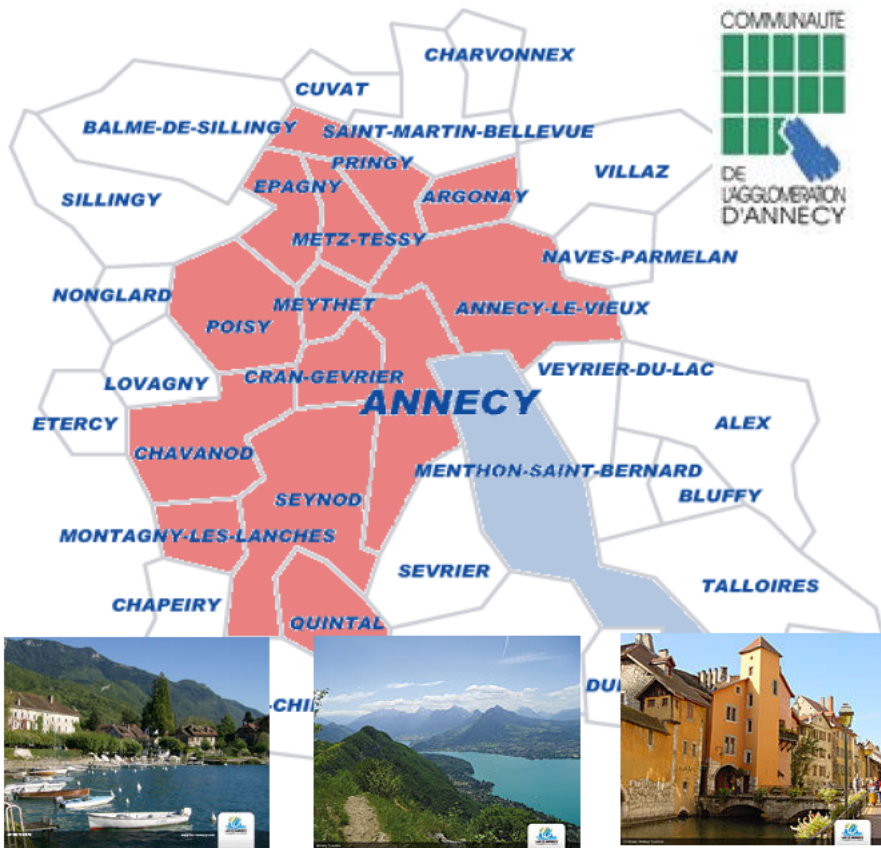 COMMUNAUTE
DE
L'AGGLOMERATION
D'ANNECY
CHARVONNEX
CUVAT
BALME-DE-SILLINGY
SAINT-MARTIN-BELLEVUE
PRINGY
VILLAZ
EPAGNY
ARGONAY
SILLINGY
METZ-TESSY
NAVES-PARMELAN
NONGLARD
MEYTHET
ANNECY-LE-VIEUX
POISY
VEYRIER-DU-LAC
LOVAGNY
CRAN-GEVRIER
ANNECY
ETERCY
ALEX
CHAVANOD
MENTHON-SAINT-BERNARD
BLUFFY
SEYNOD
MONTAGNY-LES-LANCHES
SEVRIER
TALLOIRES
CHAPEIRY
QUINTAL